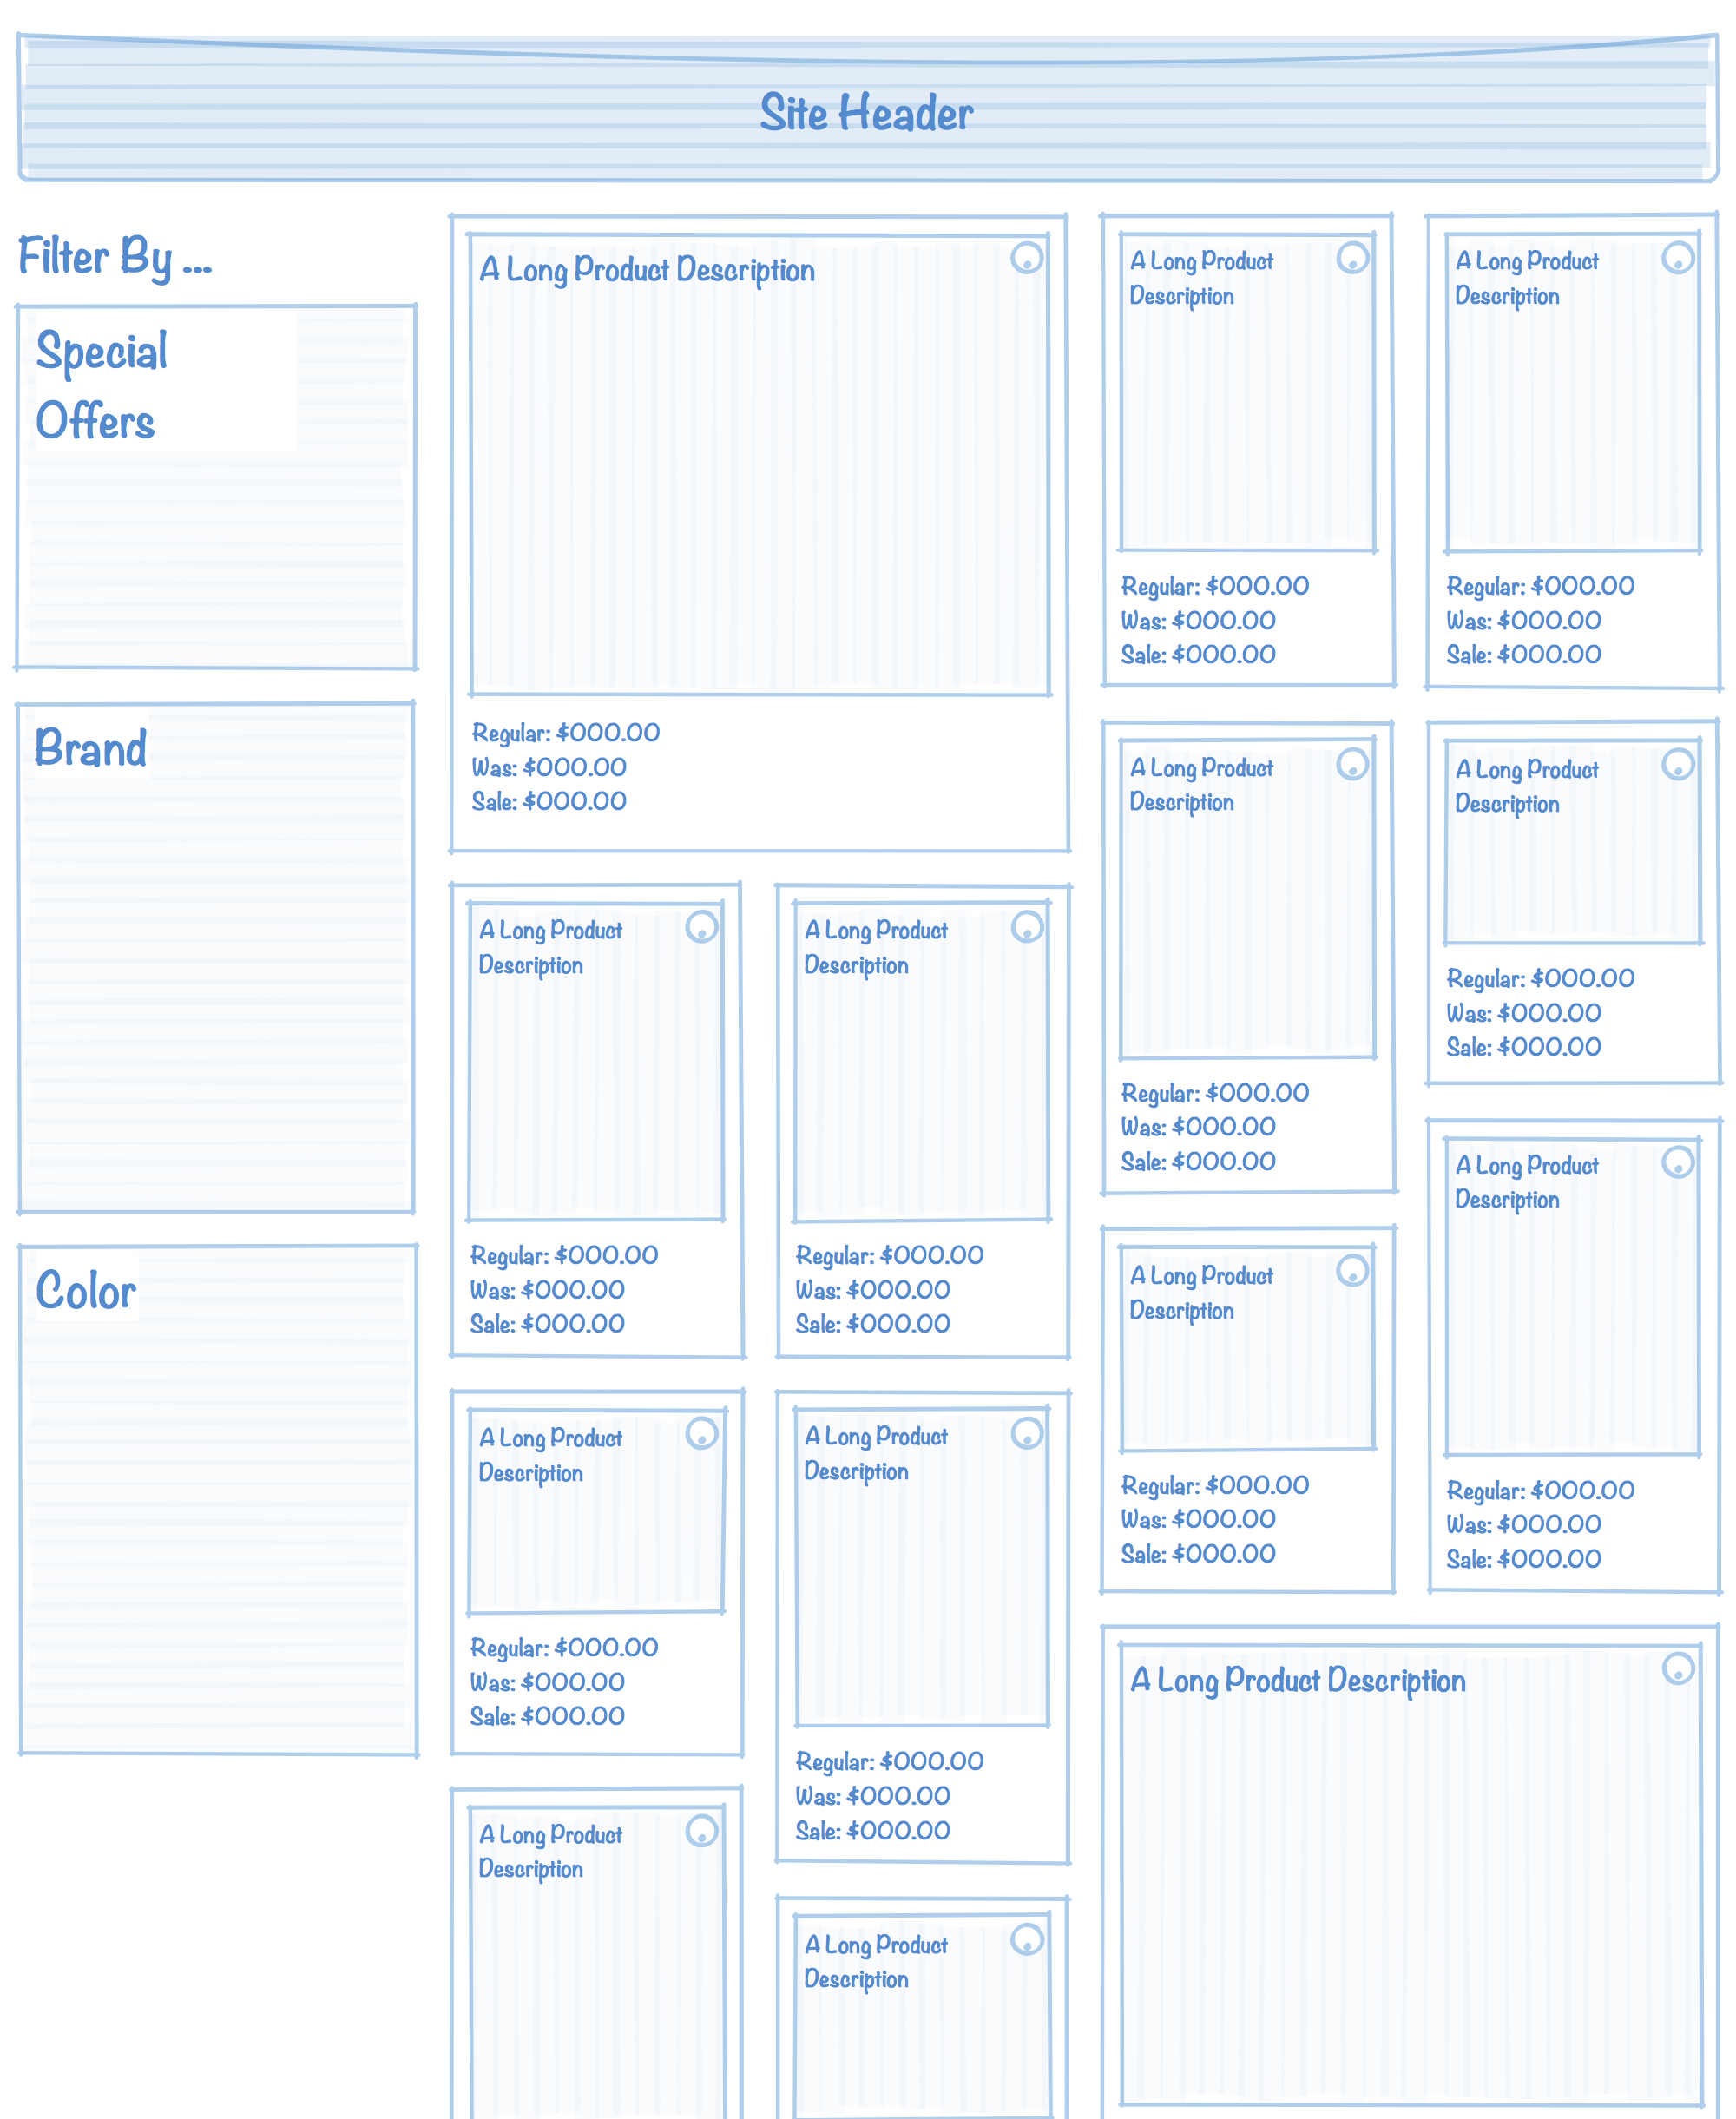 Site Header
Filter By ...
Special
Offers
Brand
Color
A Long Product Description
Regular: $000.00
Was: $000.00
Sale: $000.00
A Long Product
Description
Regular: $000.00
Was: $000.00
Sale: $000.00
A Long Product
Description
Regular: $000.00
Was: $000.00
Sale: $000.00
A Long Product
Description
Regular: $000.00
Was: $000.00
Sale: $000.00
A Long Product
Description
Regular: $000.00
Was: $000.00
Sale: $000.00
A Long Product
Description
Regular: $000.00
Was: $000.00
Sale: $000.00
A Long Product
Description
Regular: $000.00
Was: $000.00
Sale: $000.00
A Long Product
Description
Regular: $000.00
Was: $000.00
Sale: $000.00
A Long Product
Description
Regular: $000.00
Was: $000.00
Sale: $000.00
A Long Product
Description
Regular: $000.00
Was: $000.00
Sale: $000.00
A Long Product
Description
Regular: $000.00
Was: $000.00
Sale: $000.00
A Long Product Description
A Long Product
Description
A Long Product
Description